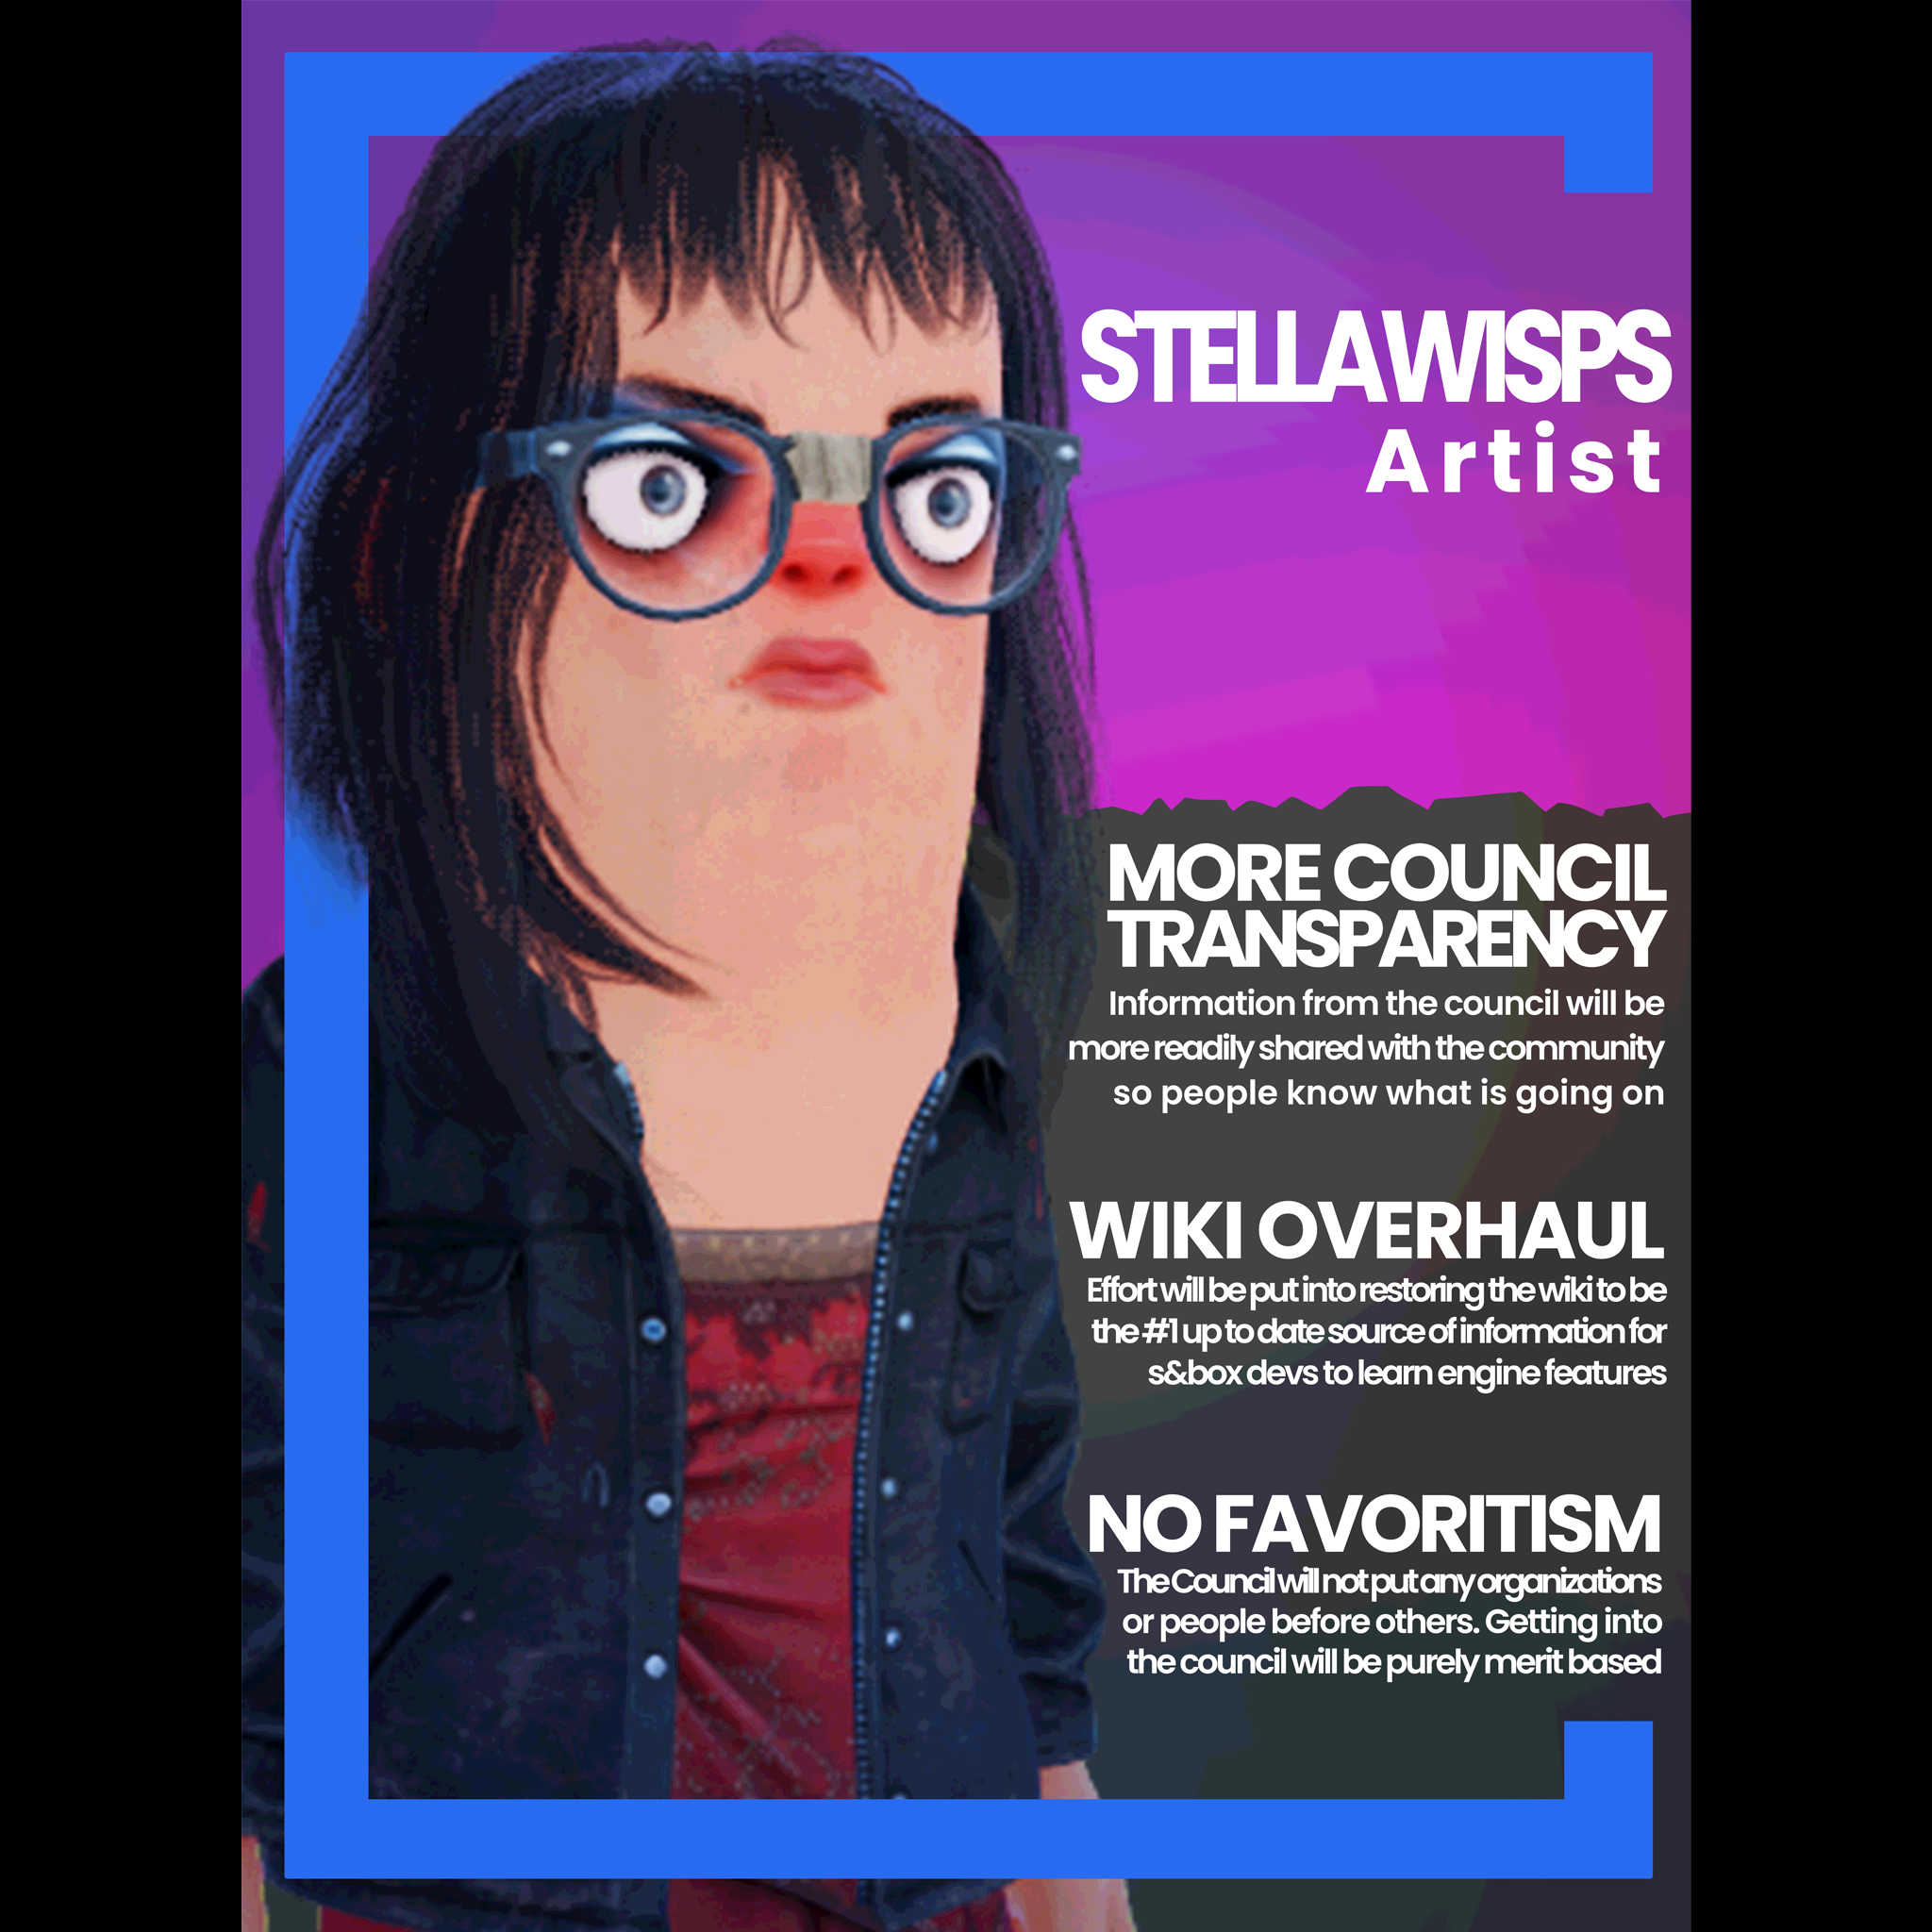 STELLAWISPS
Artist
MORE COUNCIL
TRANSPARENCY
Information from the council will be
more readily shared with the community
so people know what is going on
WIKI OVERHAUL
Effort will be put into restoring the wiki to be
the #1 up to date source of information for
s&box devs to learn engine features
NO FAVORITISM
The Council will not put any organizations
or people before others. Getting into
the council will be purely merit based